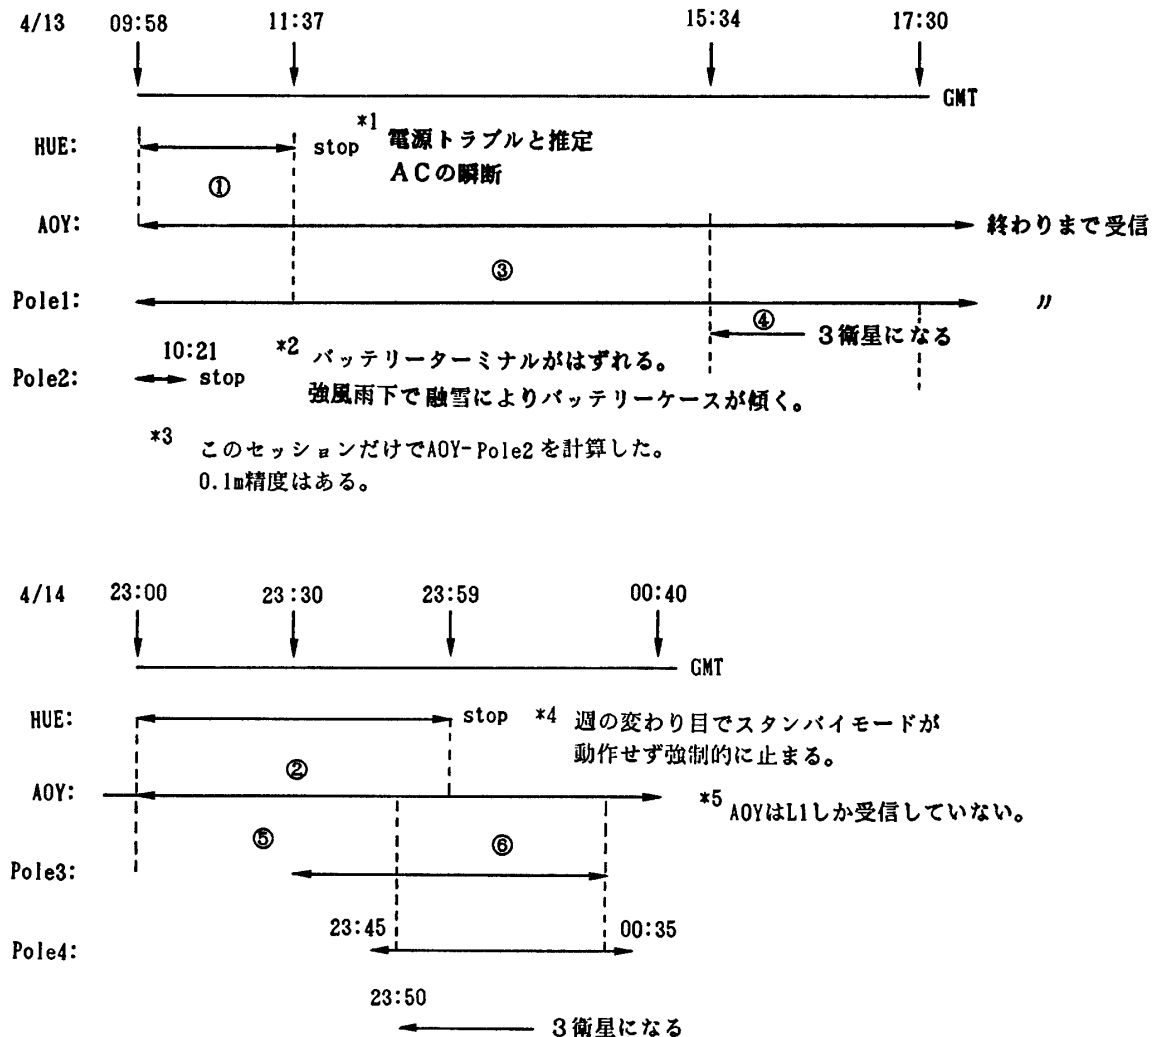 4/13 09:58 11:37 15:34 17:30
GMT
HUE: stop *1 電源トラブルと推定
ACの瞬断
①
AOY: 終わりまで受信
③
Pole1: 〃
④ 3衛星になる
10:21 *2 バッテリーターミナルがはずれる。
Pole2: stop
強風雨下で融雪によりバッテリーケースが傾く。
*3 このセッションだけでAOY-Pole2を計算した。
0.1m精度はある。
4/14 23:00 23:30 23:59 00:40
GMT
HUE: stop *4 週の変わり目でスタンバイモードが
動作せず強制的に止まる。
②
AOY: *5 AOYはL1しか受信していない。
⑤ ⑥
Pole3:
23:45 00:35
Pole4:
23:50
3衛星になる